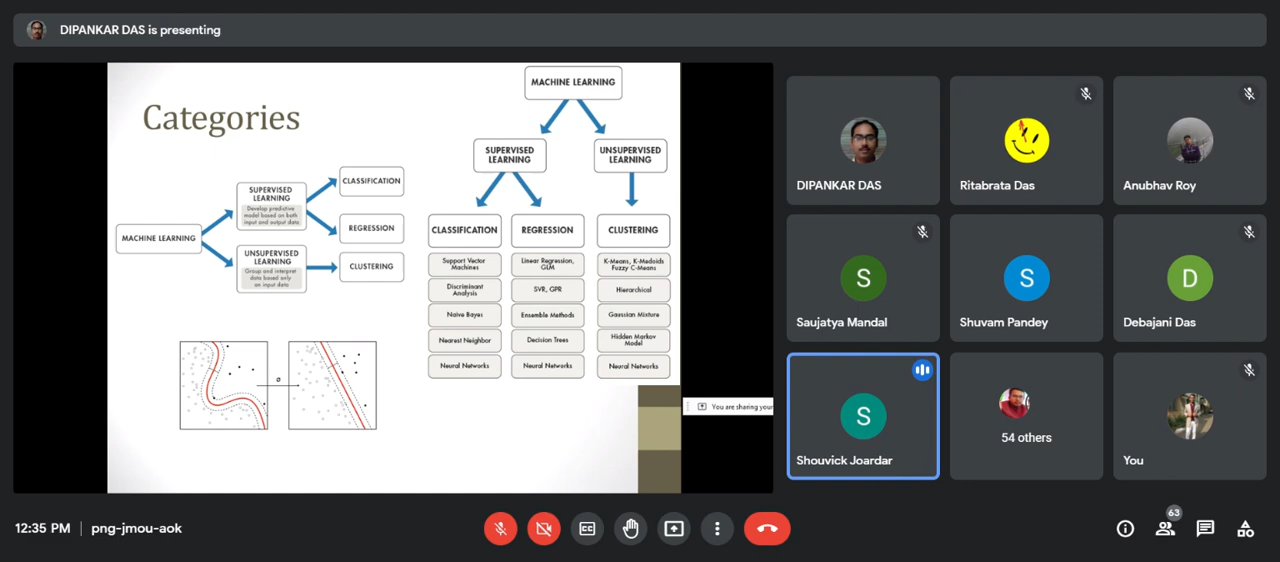 DIPANKAR DAS is presenting
Categories
MACHINE LEARNING
SUPERVISED
LEARNING
Develop predictive
model based on both
input and output data
UNSUPERVISED
LEARNING
Group and interpret
data based only
on input data
CLASSIFICATION
REGRESSION
CLUSTERING
ø
MACHINE LEARNING
SUPERVISED
LEARNING
UNSUPERVISED
LEARNING
CLASSIFICATION
Support Vector
Machines
Discriminant
Analysis
Naive Bayes
Nearest Neighbor
Neural Networks
REGRESSION
Linear Regression,
GLM
SVR, GPR
Ensemble Methods
Decision Trees
Neural Networks
CLUSTERING
K-Means, K-Medoids
Fuzzy C-Means
Hierarchical
Gaussian Mixture
Hidden Markov
Model
Neural Networks
You are sharing your
DIPANKAR DAS
Ritabrata Das
Anubhav Roy
S
Saujatya Mandal
S
Shuvam Pandey
D
Debajani Das
S
Shouvick Joardar
54 others
You
12:35 PM | png-jmou-aok
63